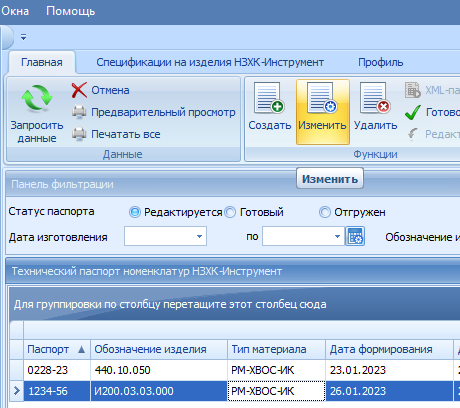 Окна Помощь
Главная Спецификации на изделия НЗХК-Инструмент Профиль
Запросить данные
Отмена
Предварительный просмотр
Печатать все
Данные
Создать Изменить Удалить
XML-па
Готово
Редакт
Функции
Изменить
Панель фильтрации
Статус паспорта Редактируется Готовый Отгружен
Дата изготовления по Обозначение и
Технический паспорт номенклатур НЗХК-Инструмент
Для группировки по столбцу перетащите этот столбец сюда
Паспорт Обозначение изделия Тип материала Дата формирования Д
0228-23 440.10.050 РМ-ХВОС-ИК 23.01.2023
1234-56 И200.03.03.000 РМ-ХВОС-ИК 26.01.2023